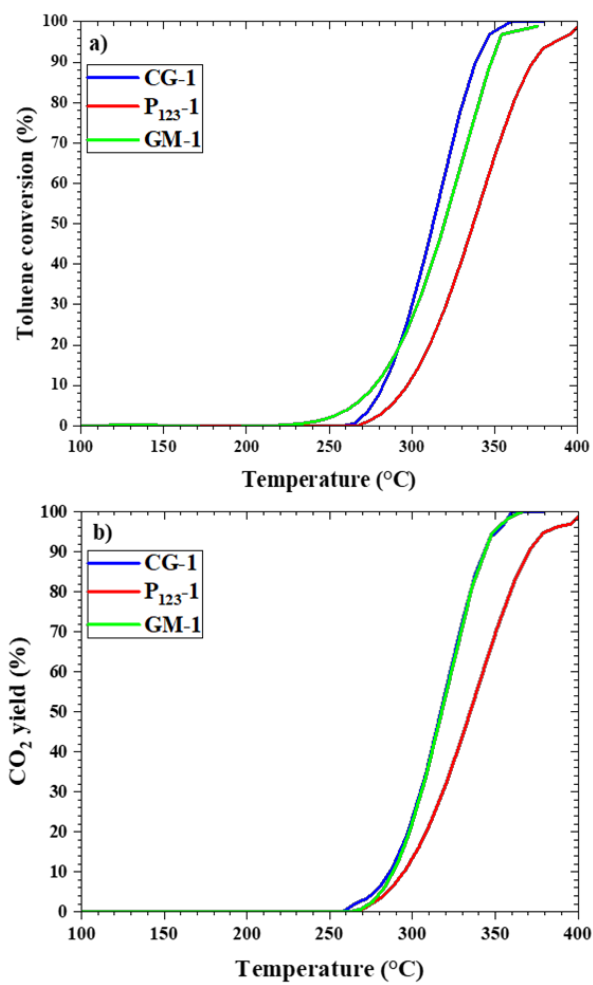 a)
CG-1
P₁₂₃-1
GM-1
Toluene conversion (%)
100
90
80
70
60
50
40
30
20
10
0
100 150 200 250 300 350 400
Temperature (°C)
b)
CG-1
P₁₂₃-1
GM-1
CO₂ yield (%)
100
90
80
70
60
50
40
30
20
10
0
100 150 200 250 300 350 400
Temperature (°C)